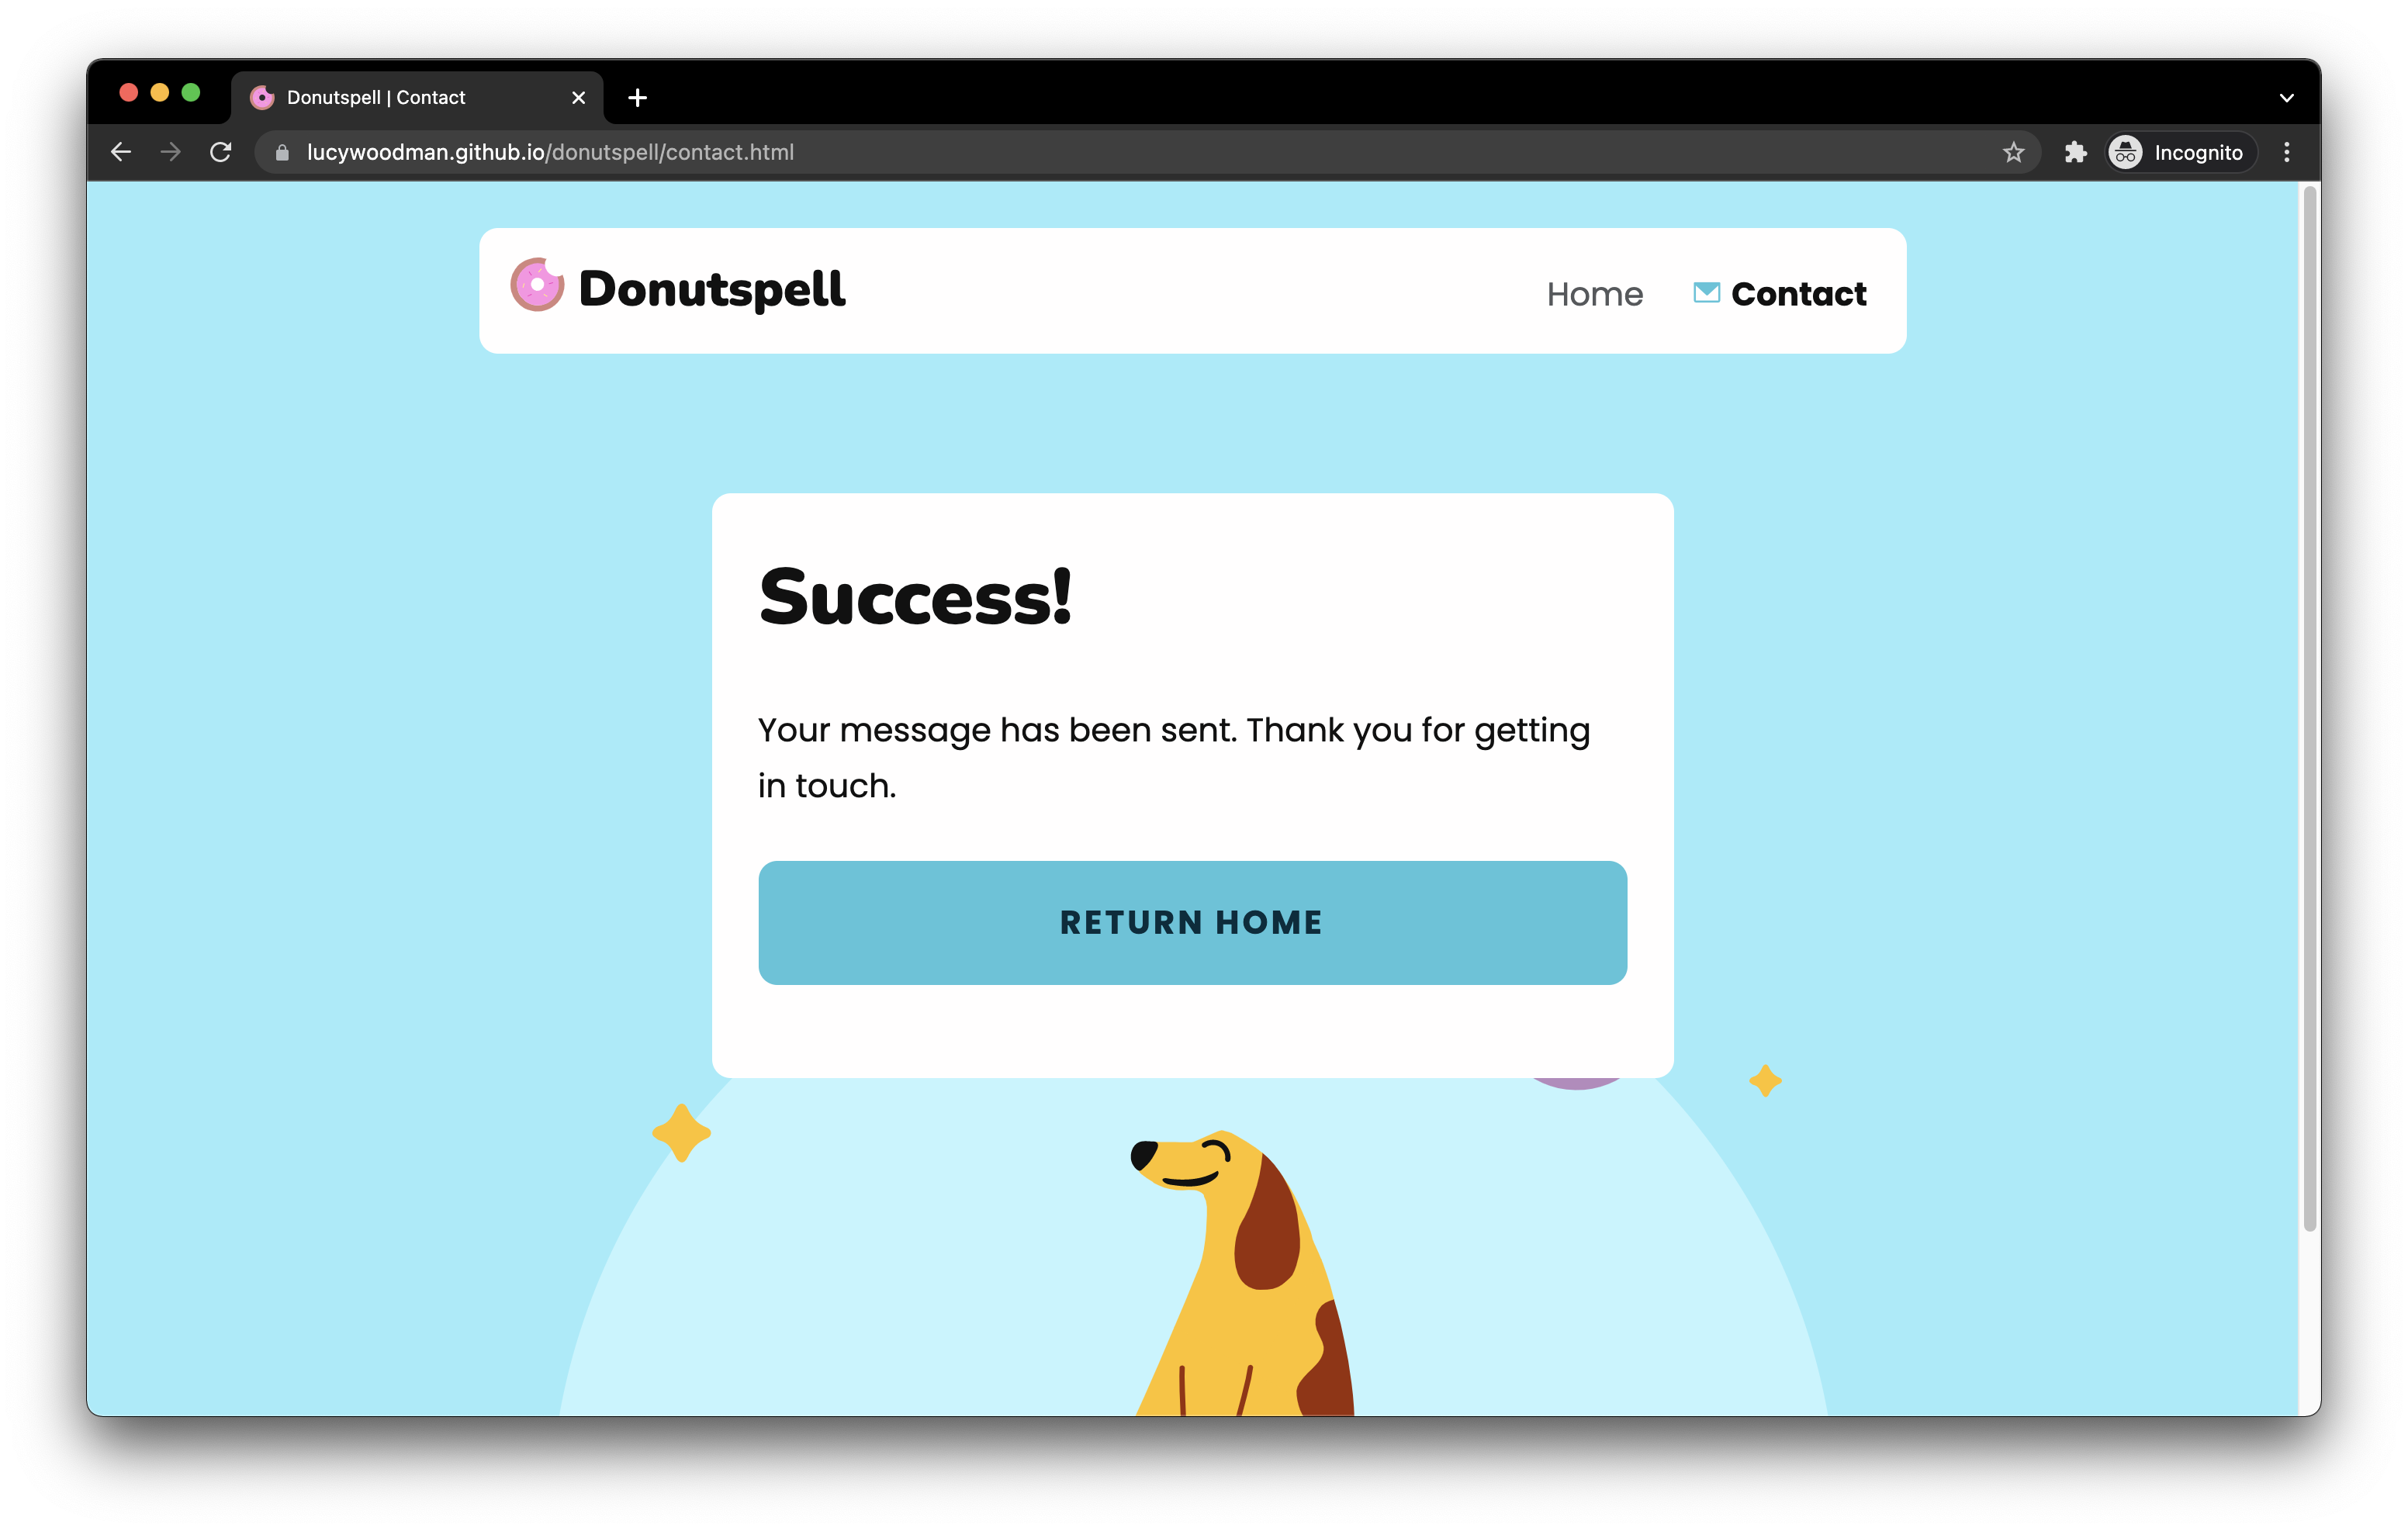 Donutspell | Contact
lucywoodman.github.io/donutspell/contact.html
Incognito
Donutspell
Home
Contact
Success!
Your message has been sent. Thank you for getting
in touch.
RETURN HOME